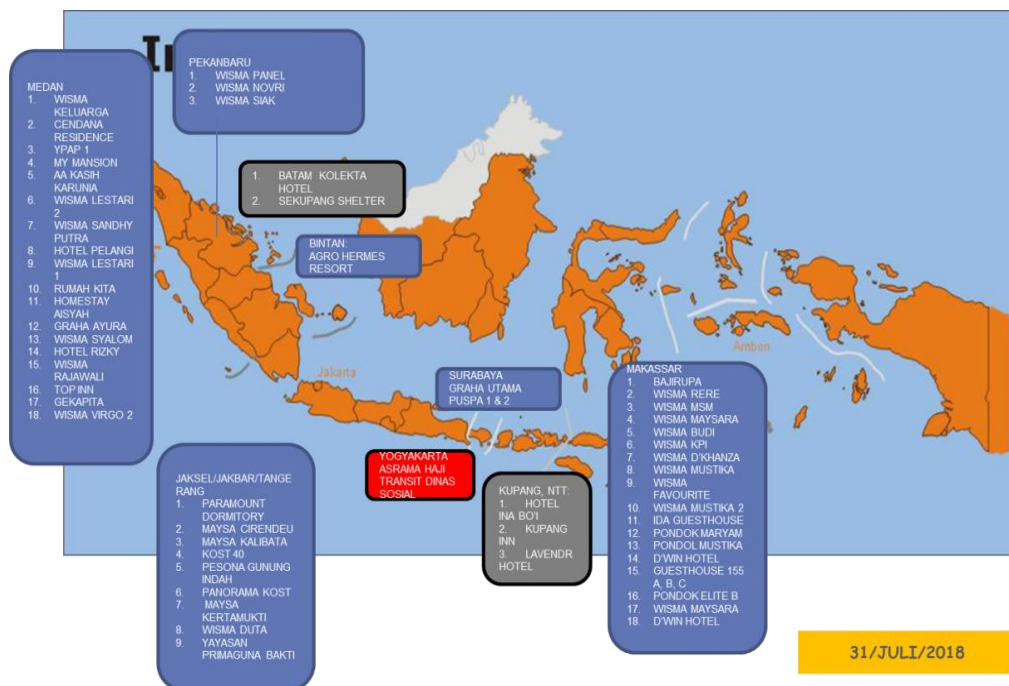 In
MEDAN
1. WISMA
KELUARGA
2. CENDANA
RESIDENCE
3. YPAP 1
4. MY MANSION
5. AA KASIH
KARUNIA
6. WISMA LESTARI
2
7. WISMA SANDHY
PUTRA
8. HOTEL PELANGI
9. WISMA LESTARI
1
10. RUMAH KITA
11. HOMESTAY
AISYAH
12. GRAHA AYURA
13. WISMA SYALOM
14. HOTEL RIZKY
15. WISMA
RAJAWALI
16. TOP INN
17. GEKAPITA
18. WISMA VIRGO 2
PEKANBARU
1. WISMA PANEL
2. WISMA NOVRI
3. WISMA SIAK
1. BATAM KOLEKTA
HOTEL
2. SEKUPANG SHELTER
BINTAN:
AGRO HERMES
RESORT
Jakarta
Ambon
SURABAYA
GRAHA UTAMA
PUSPA 1 & 2
YOGYAKARTA
ASRAMA HAJI
TRANSIT DINAS
SOSIAL
JAKSEL/JAKBAR/TANGE
RANG
1. PARAMOUNT
DORMITORY
2. MAYSA CIRENDEU
3. MAYSA KALIBATA
4. KOST 40
5. PESONA GUNUNG
INDAH
6. PANORAMA KOST
7. MAYSA
KERTAMUKTI
8. WISMA DUTA
9. YAYASAN
PRIMAGUNA BAKTI
KUPANG, NTT:
1. HOTEL
INA BO'I
2. KUPANG
INN
3. LAVENDR
HOTEL
MAKASSAR
1. BAJIRUPA
2. WISMA RERE
3. WISMA MSM
4. WISMA MAYSARA
5. WISMA BUDI
6. WISMA KPI
7. WISMA D'KHANZA
8. WISMA MUSTIKA
9. WISMA
FAVOURITE
10. WISMA MUSTIKA 2
11. IDA GUESTHOUSE
12. PONDOK MARYAM
13. PONDOL MUSTIKA
14. D'WIN HOTEL
15. GUESTHOUSE 155
A, B, C
16. PONDOK ELITE B
17. WISMA MAYSARA
18. D'WIN HOTEL
31/JULI/2018